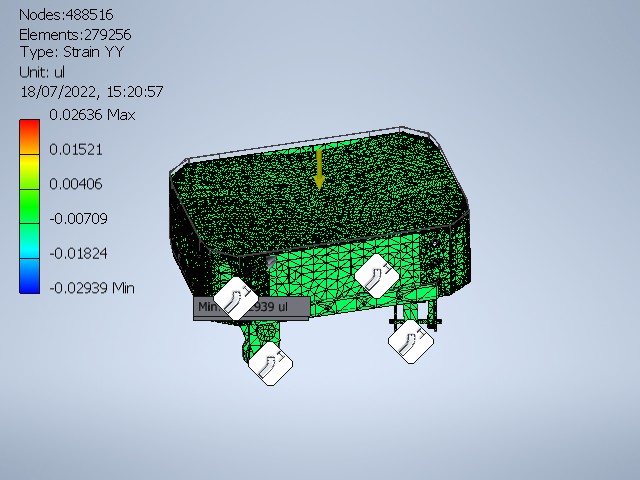 Nodes:488516
Elements:279256
Type: Strain YY
Unit: ul
18/07/2022, 15:20:57
0.02636 Max
0.01521
0.00406
-0.00709
-0.01824
-0.02939 Min
Min 939 ul